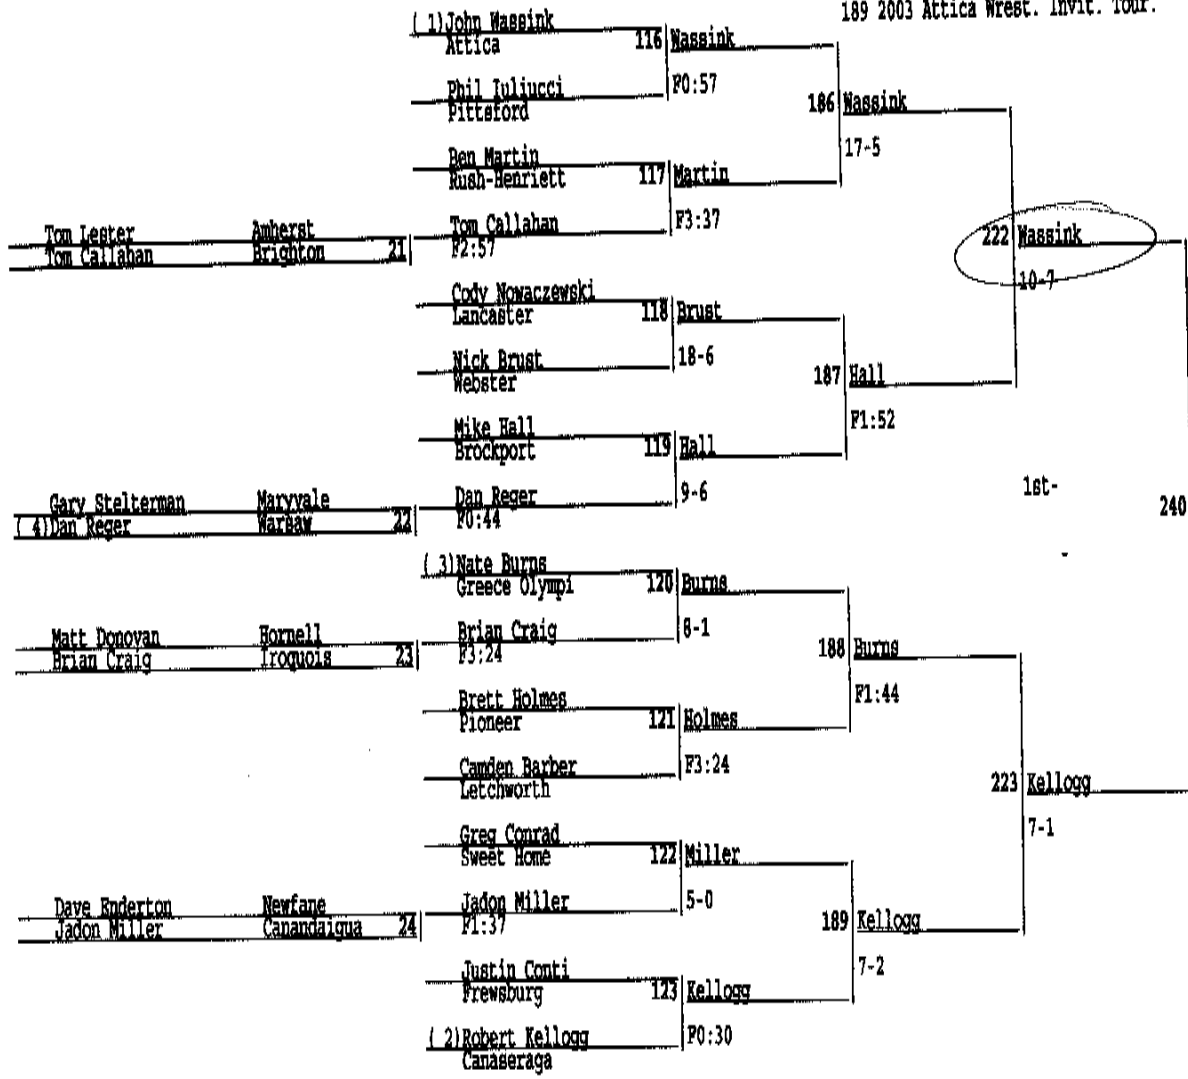 189 2003 Attica Wrest. Invit. Tour.
( 1)John Wassink
Attica
116 Wassink
F0:57
Phil Iuliucci
Pittsford
186 Wassink
17-5
Ben Martin
Rush-Henriett
117 Martin
F3:37
Tom Lester Amherst
Tom Callahan Brighton 21
Tom Callahan
F2:57
222 Wassink
10-7
Cody Nowaczewski
Lancaster
118 Brust
18-6
Nick Brust
Webster
187 Hall
F1:52
Mike Hall
Brockport
119 Hall
9-6
Gary Stelterman Maryvale
( 4)Dan Reger Warsaw 22
Dan Reger
F0:44
1st-
240
( 3)Nate Burns
Greece Olympi
120 Burns
8-1
Matt Donovan Hornell
Brian Craig Iroquois 23
Brian Craig
F3:24
188 Burns
F1:44
Brett Holmes
Pioneer
121 Holmes
F3:24
Camden Barber
Letchworth
223 Kellogg
7-1
Greg Conrad
Sweet Home
122 Miller
5-0
Dave Enderton Newfane
Jadon Miller Canandaigua 24
Jadon Miller
F1:37
189 Kellogg
7-2
Justin Conti
Frewsburg
123 Kellogg
F0:30
( 2)Robert Kellogg
Canaseraga